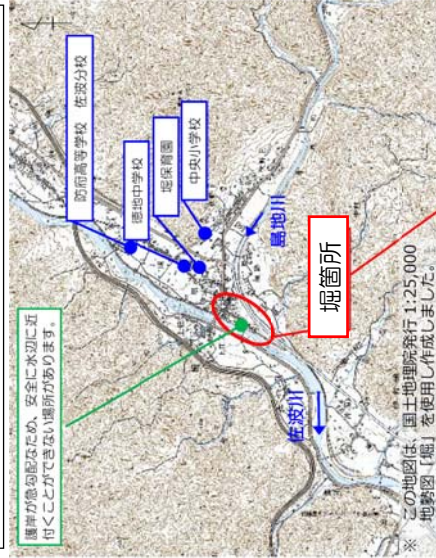 護岸が急勾配なため、安全に水辺に近
付くことができない場所があります。
防府高等学校 佐波分校
徳地中学校
堀保育園
中央小学校
島地川
堀箇所
佐波川
※ この地図は、国土地理院発行 1:25,000
地勢図「堀」を使用し作成しました。